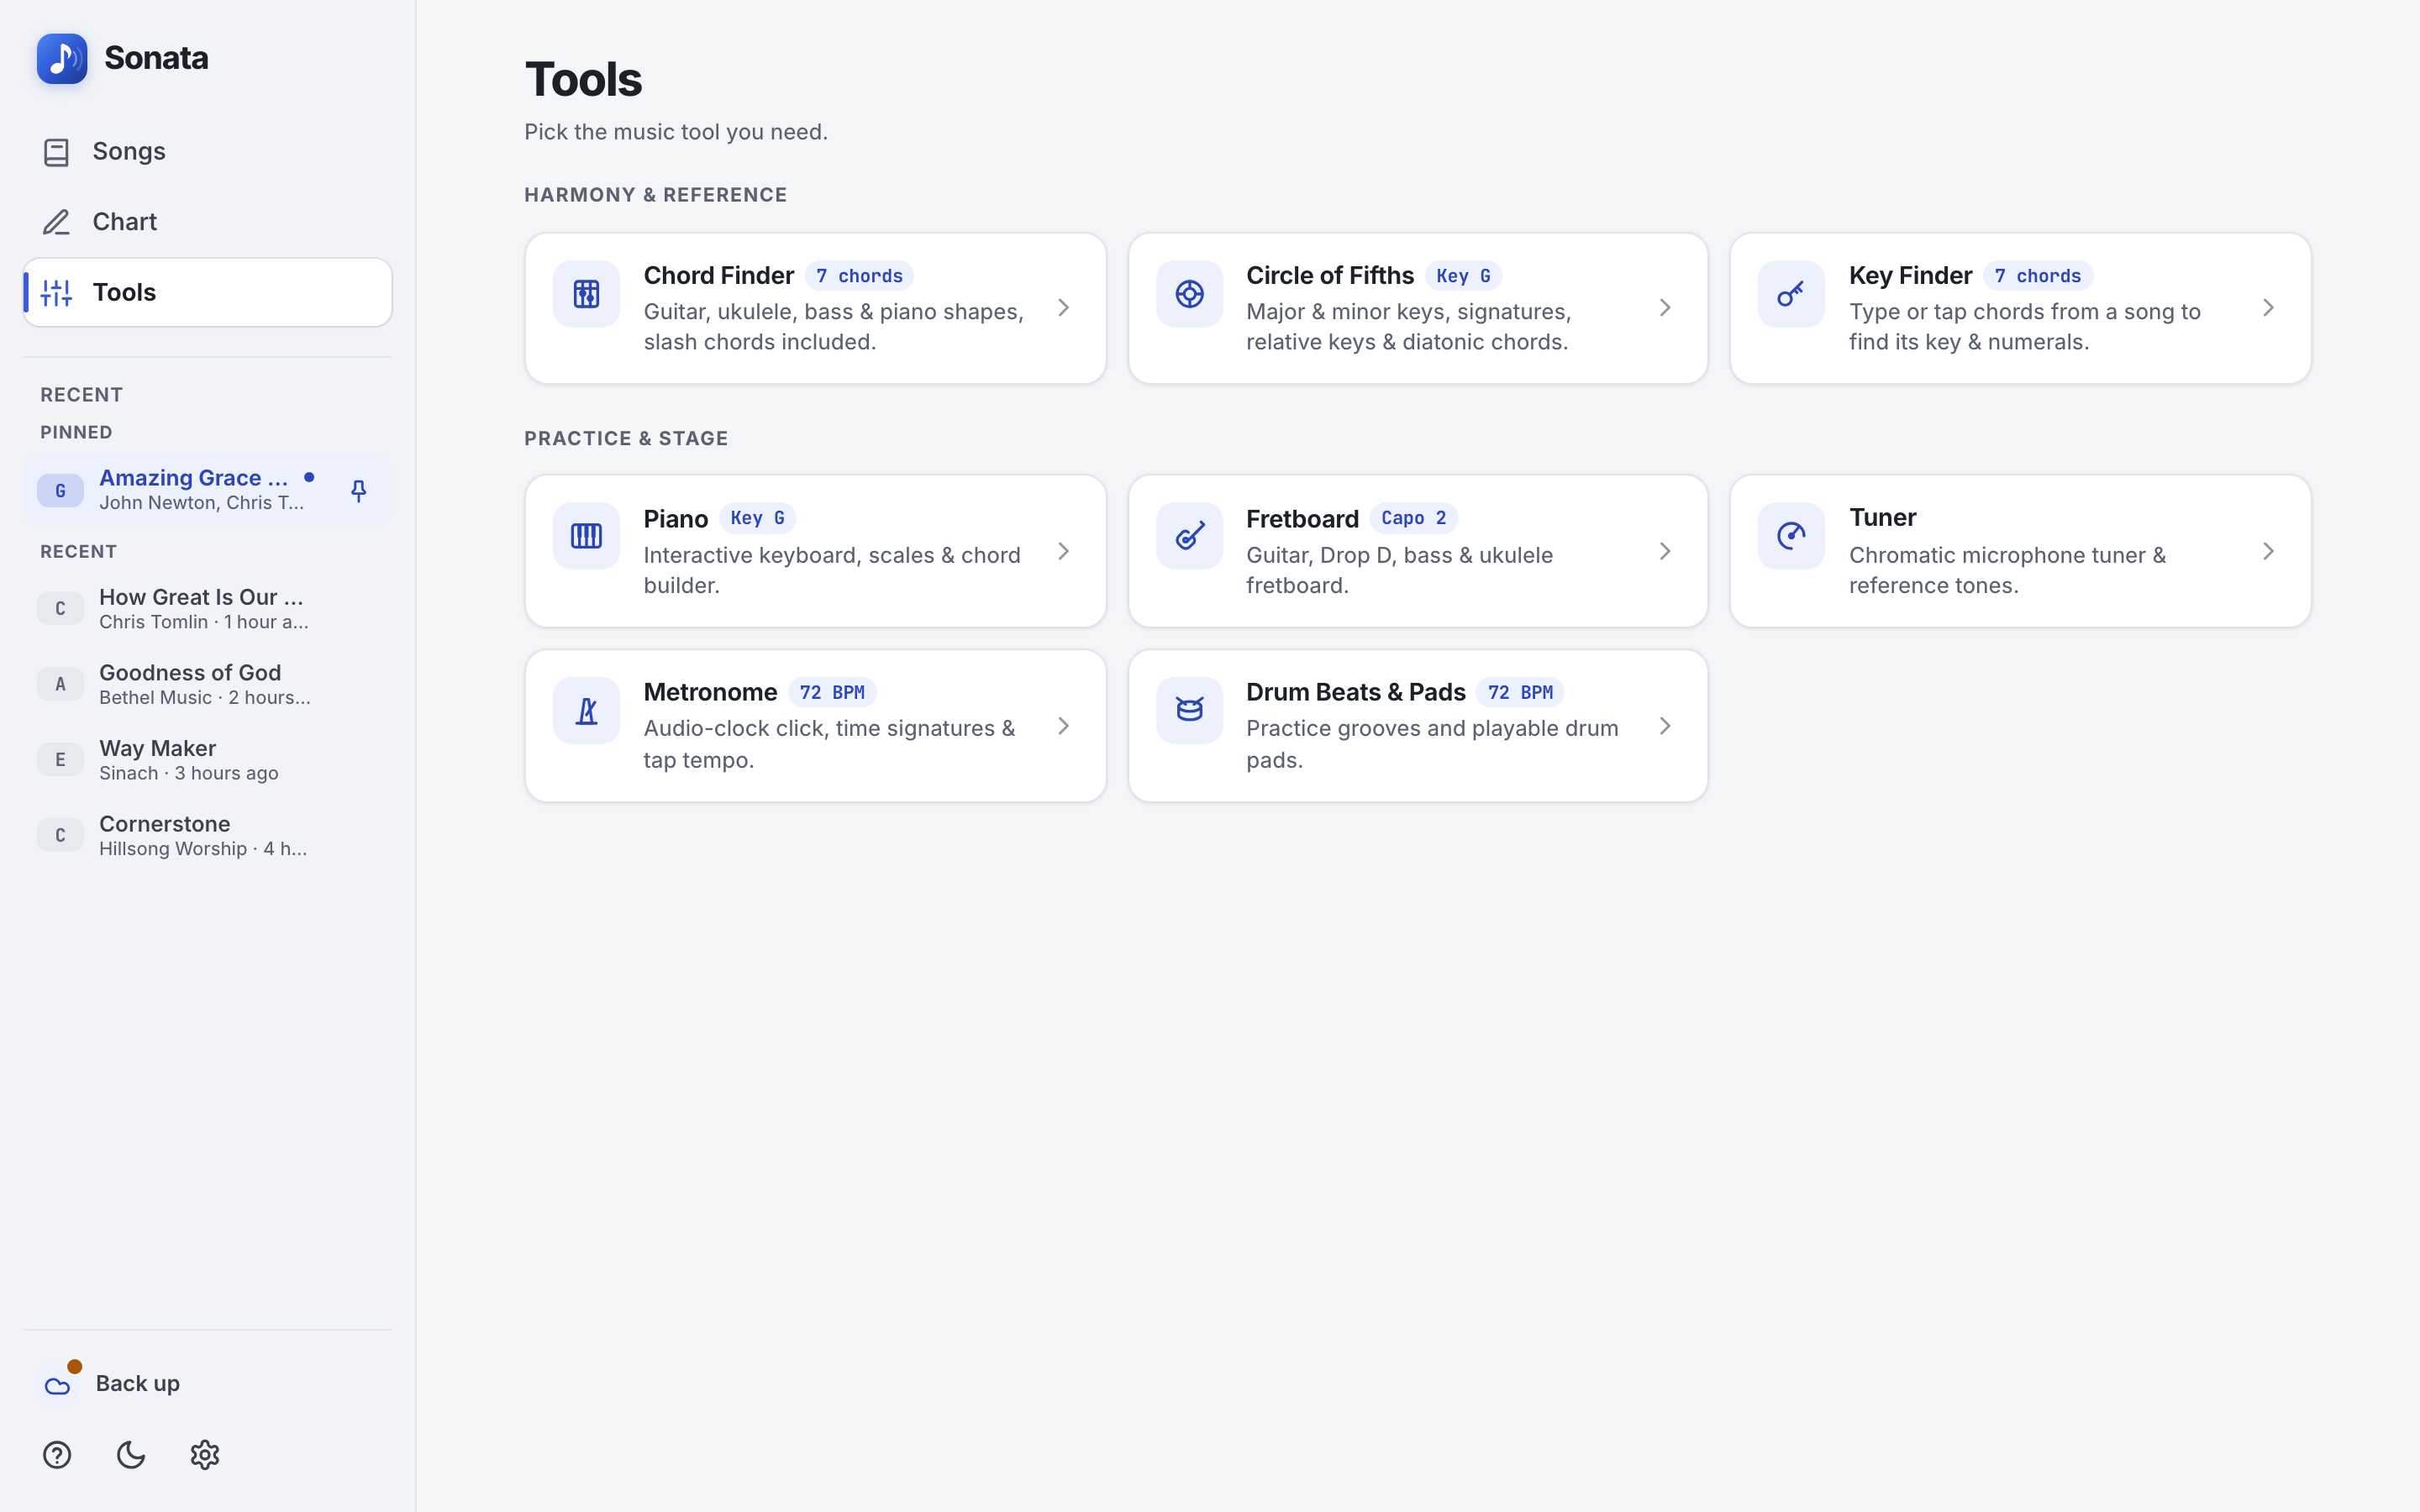 Sonata
Songs
Chart
Tools
RECENT
PINNED
G
Amazing Grace ...
John Newton, Chris T...
RECENT
C
How Great Is Our ...
Chris Tomlin · 1 hour a...
A
Goodness of God
Bethel Music · 2 hours...
E
Way Maker
Sinach · 3 hours ago
C
Cornerstone
Hillsong Worship · 4 h...
Back up
Tools
Pick the music tool you need.
HARMONY & REFERENCE
Chord Finder 7 chords
Guitar, ukulele, bass & piano shapes,
slash chords included.
Circle of Fifths Key G
Major & minor keys, signatures,
relative keys & diatonic chords.
Key Finder 7 chords
Type or tap chords from a song to
find its key & numerals.
PRACTICE & STAGE
Piano Key G
Interactive keyboard, scales & chord
builder.
Fretboard Capo 2
Guitar, Drop D, bass & ukulele
fretboard.
Tuner
Chromatic microphone tuner &
reference tones.
Metronome 72 BPM
Audio-clock click, time signatures &
tap tempo.
Drum Beats & Pads 72 BPM
Practice grooves and playable drum
pads.